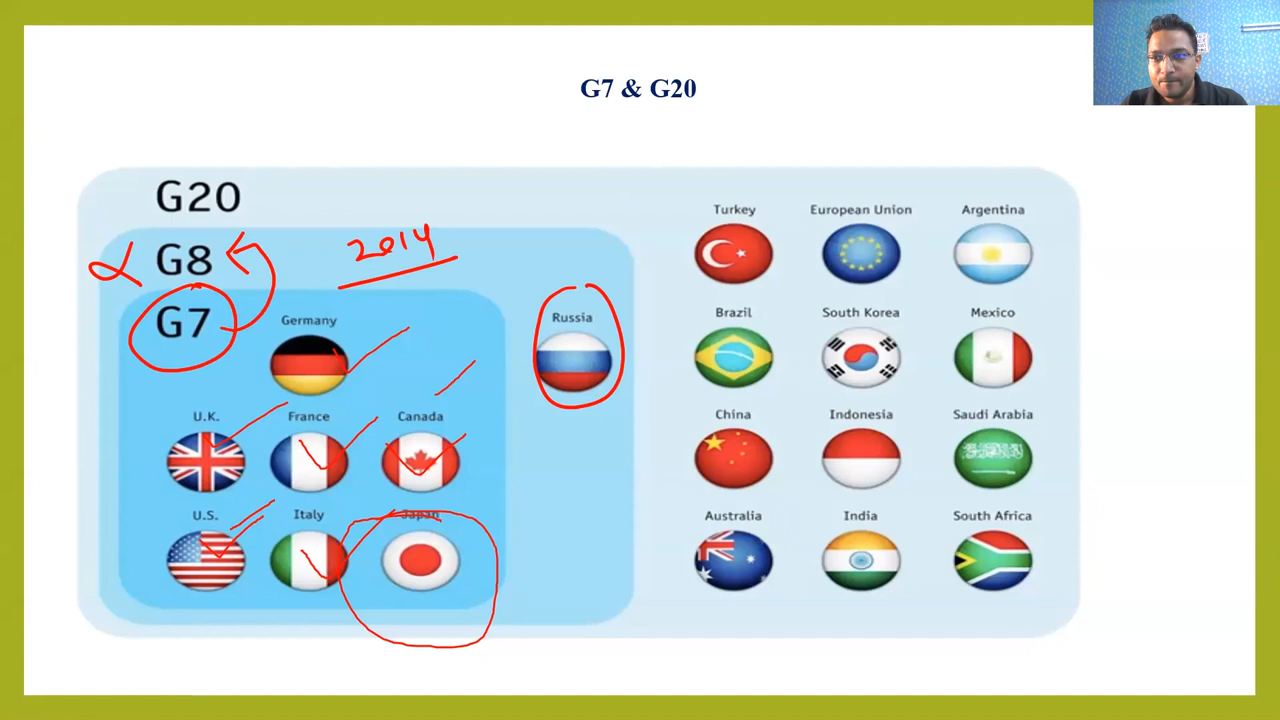 G7 & G20
G20
G8
2014
G7
Germany
Russia
U.K.
France
Canada
U.S.
Italy
Japan
Turkey
European Union
Argentina
Brazil
South Korea
Mexico
China
Indonesia
Saudi Arabia
Australia
India
South Africa